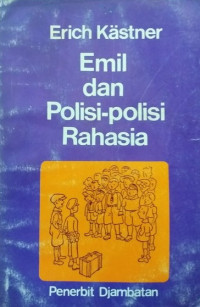 Erich Kästner
Emil
dan
Polisi-polisi
Rahasia
Penerbit Djambatan